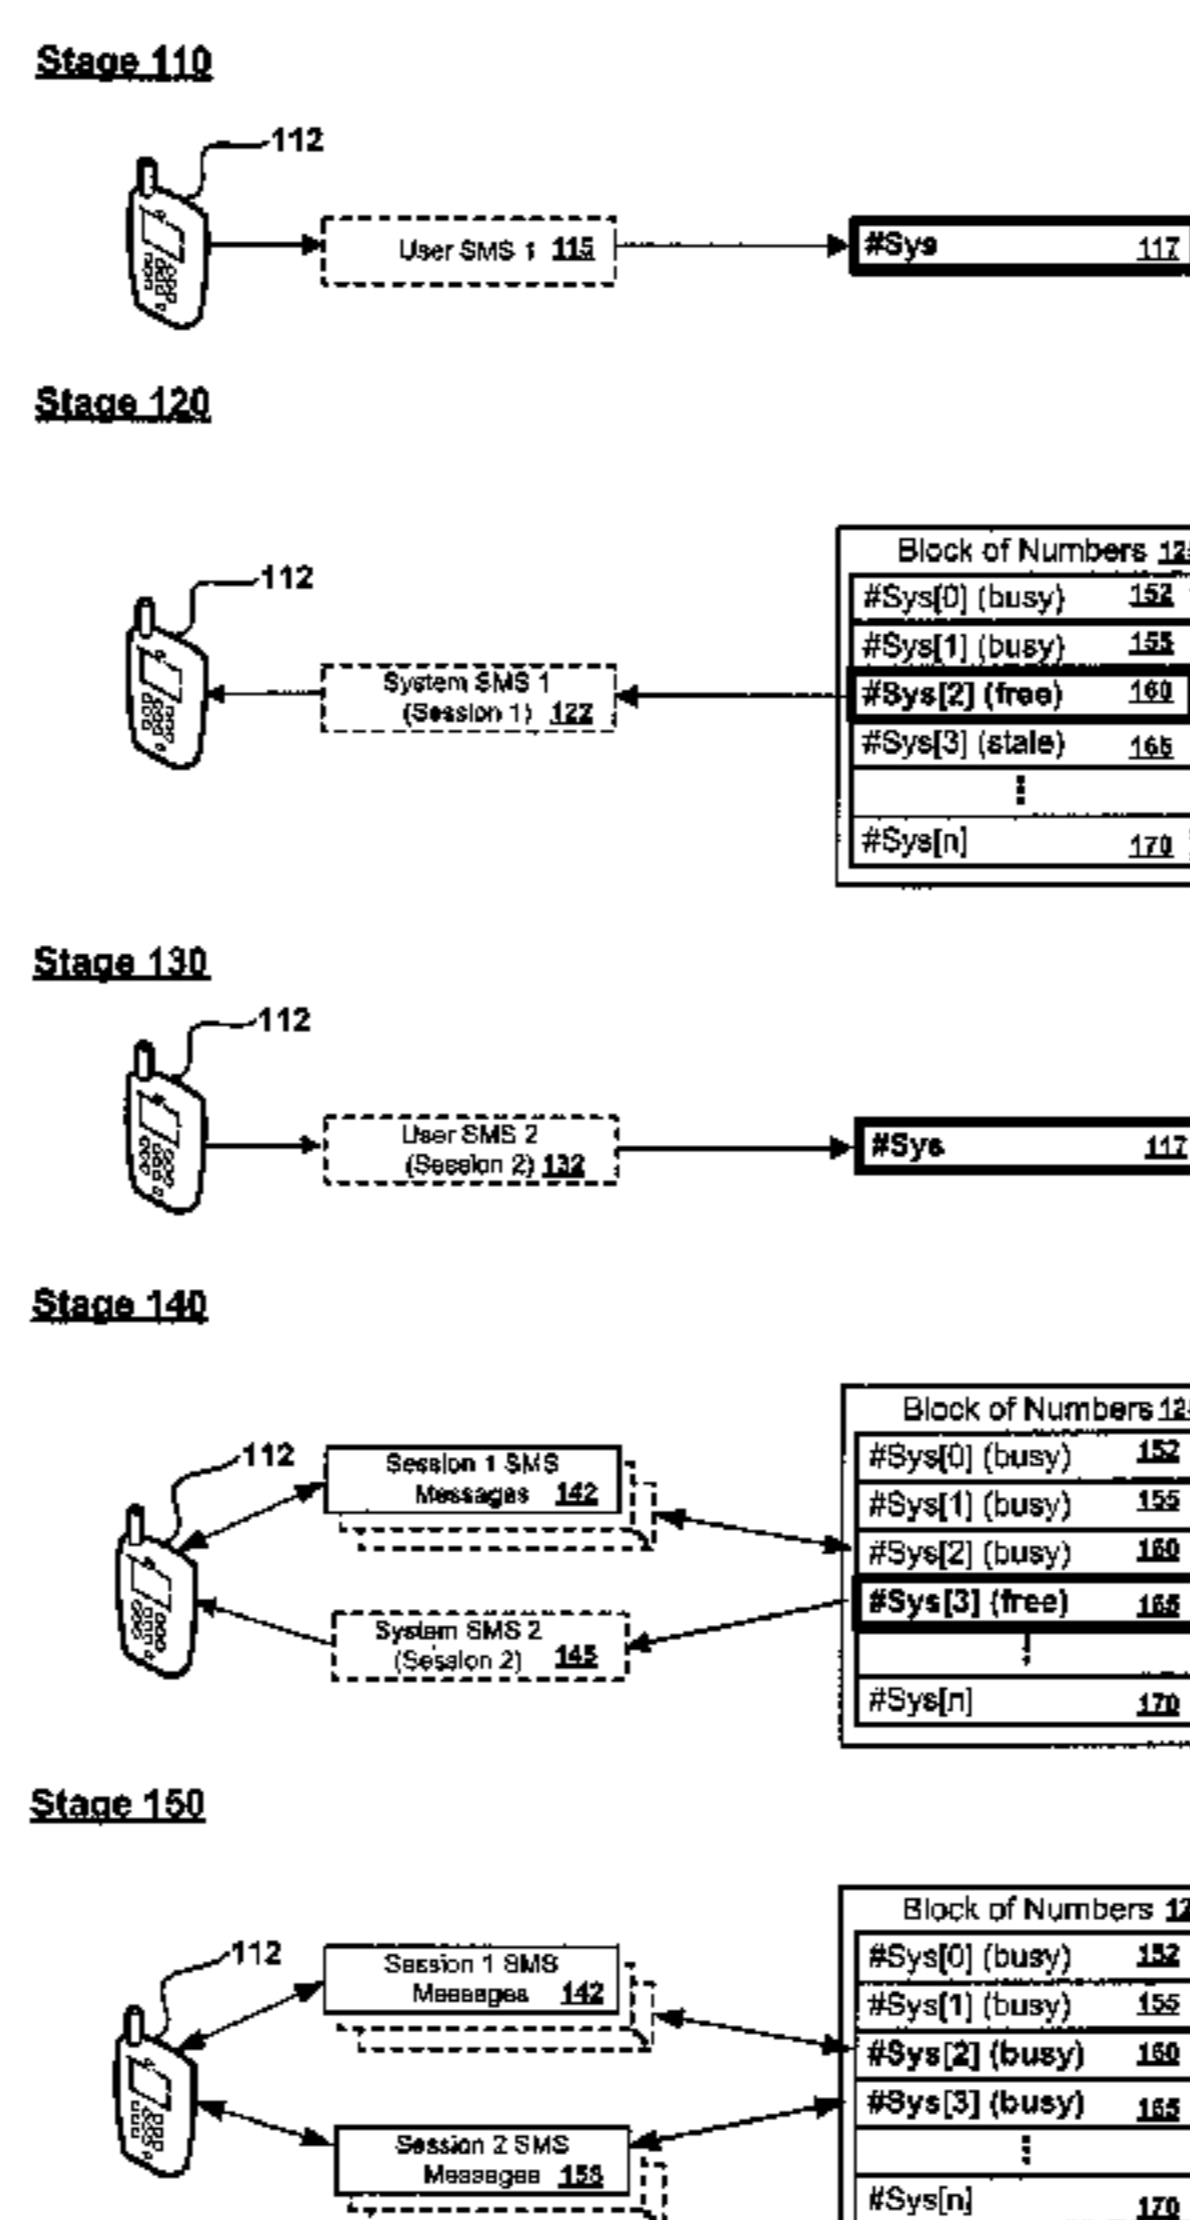 Stage 110
112
User SMS 1 115
#Sys 117
Stage 120
112
Block of Numbers
#Sys[0] (busy) 152
#Sys[1] (busy) 155
System SMS 1
(Session 1) 122
#Sys[2] (free) 160
#Sys[3] (stale) 165
#Sys[n] 170
Stage 130
112
User SMS 2
(Session 2) 132
#Sys 117
Stage 140
Block of Numbers
112
Session 1 SMS
Messages 142
#Sys[0] (busy) 152
#Sys[1] (busy) 155
#Sys[2] (busy) 160
#Sys[3] (free) 165
System SMS 2
(Session 2) 145
#Sys[n] 170
Stage 150
Block of Numbers
112
Session 1 SMS
Messages 142
#Sys[0] (busy) 152
#Sys[1] (busy) 155
#Sys[2] (busy) 160
#Sys[3] (busy) 165
Session 2 SMS
Messages
#Sys[n] 170